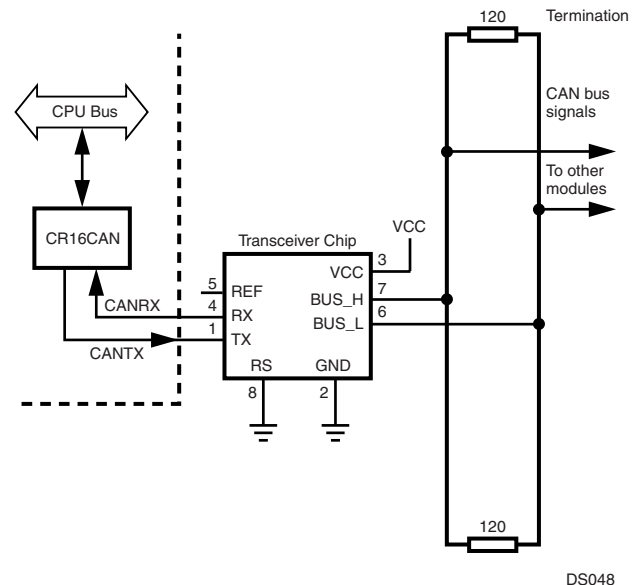 120
Termination
CPU Bus
CAN bus
signals
To other
modules
CR16CAN
Transceiver Chip
VCC
3
VCC
5
REF
7
BUS_H
CANRX
4
RX
6
BUS_L
1
TX
CANTX
RS
GND
8
2
120
DS048